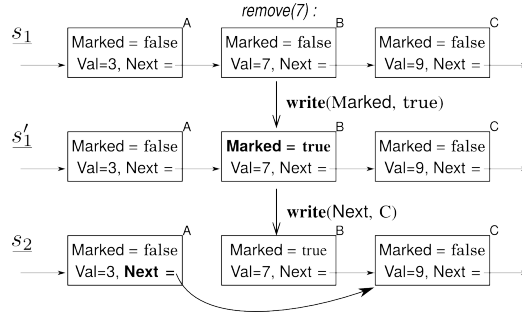 remove(7) :
s1
A
B
C
Marked = false
Marked = false
Marked = false
Val=3, Next =
Val=7, Next =
Val=9, Next =
write(Marked, true)
s1′
A
B
C
Marked = false
Marked = true
Marked = false
Val=3, Next =
Val=7, Next =
Val=9, Next =
write(Next, C)
s2
A
B
C
Marked = false
Marked = true
Marked = false
Val=3, Next =
Val=7, Next =
Val=9, Next =